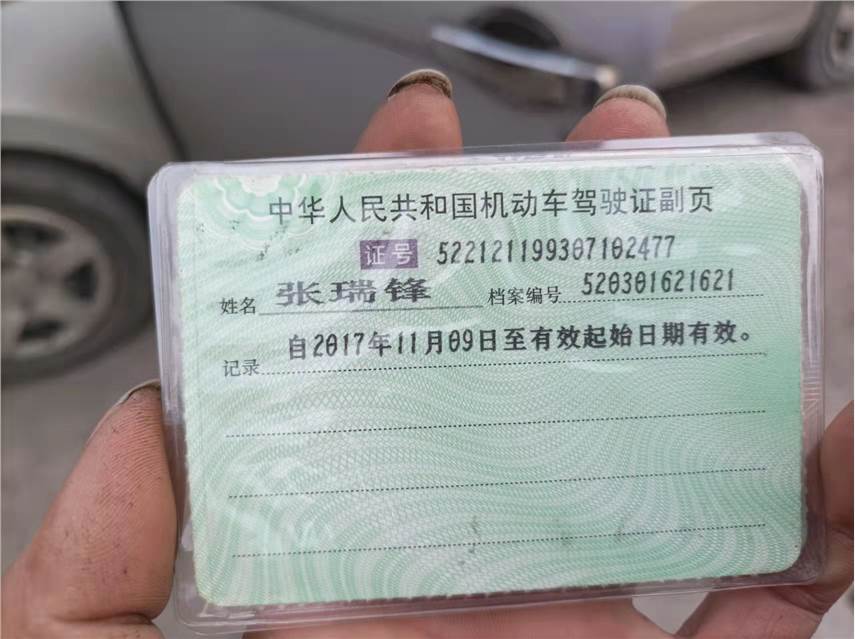 中华人民共和国机动车驾驶证副页
证号 522121199307102477
姓名 张瑞锋 档案编号 520301621621
记录 自2017年11月09日至有效起始日期有效。